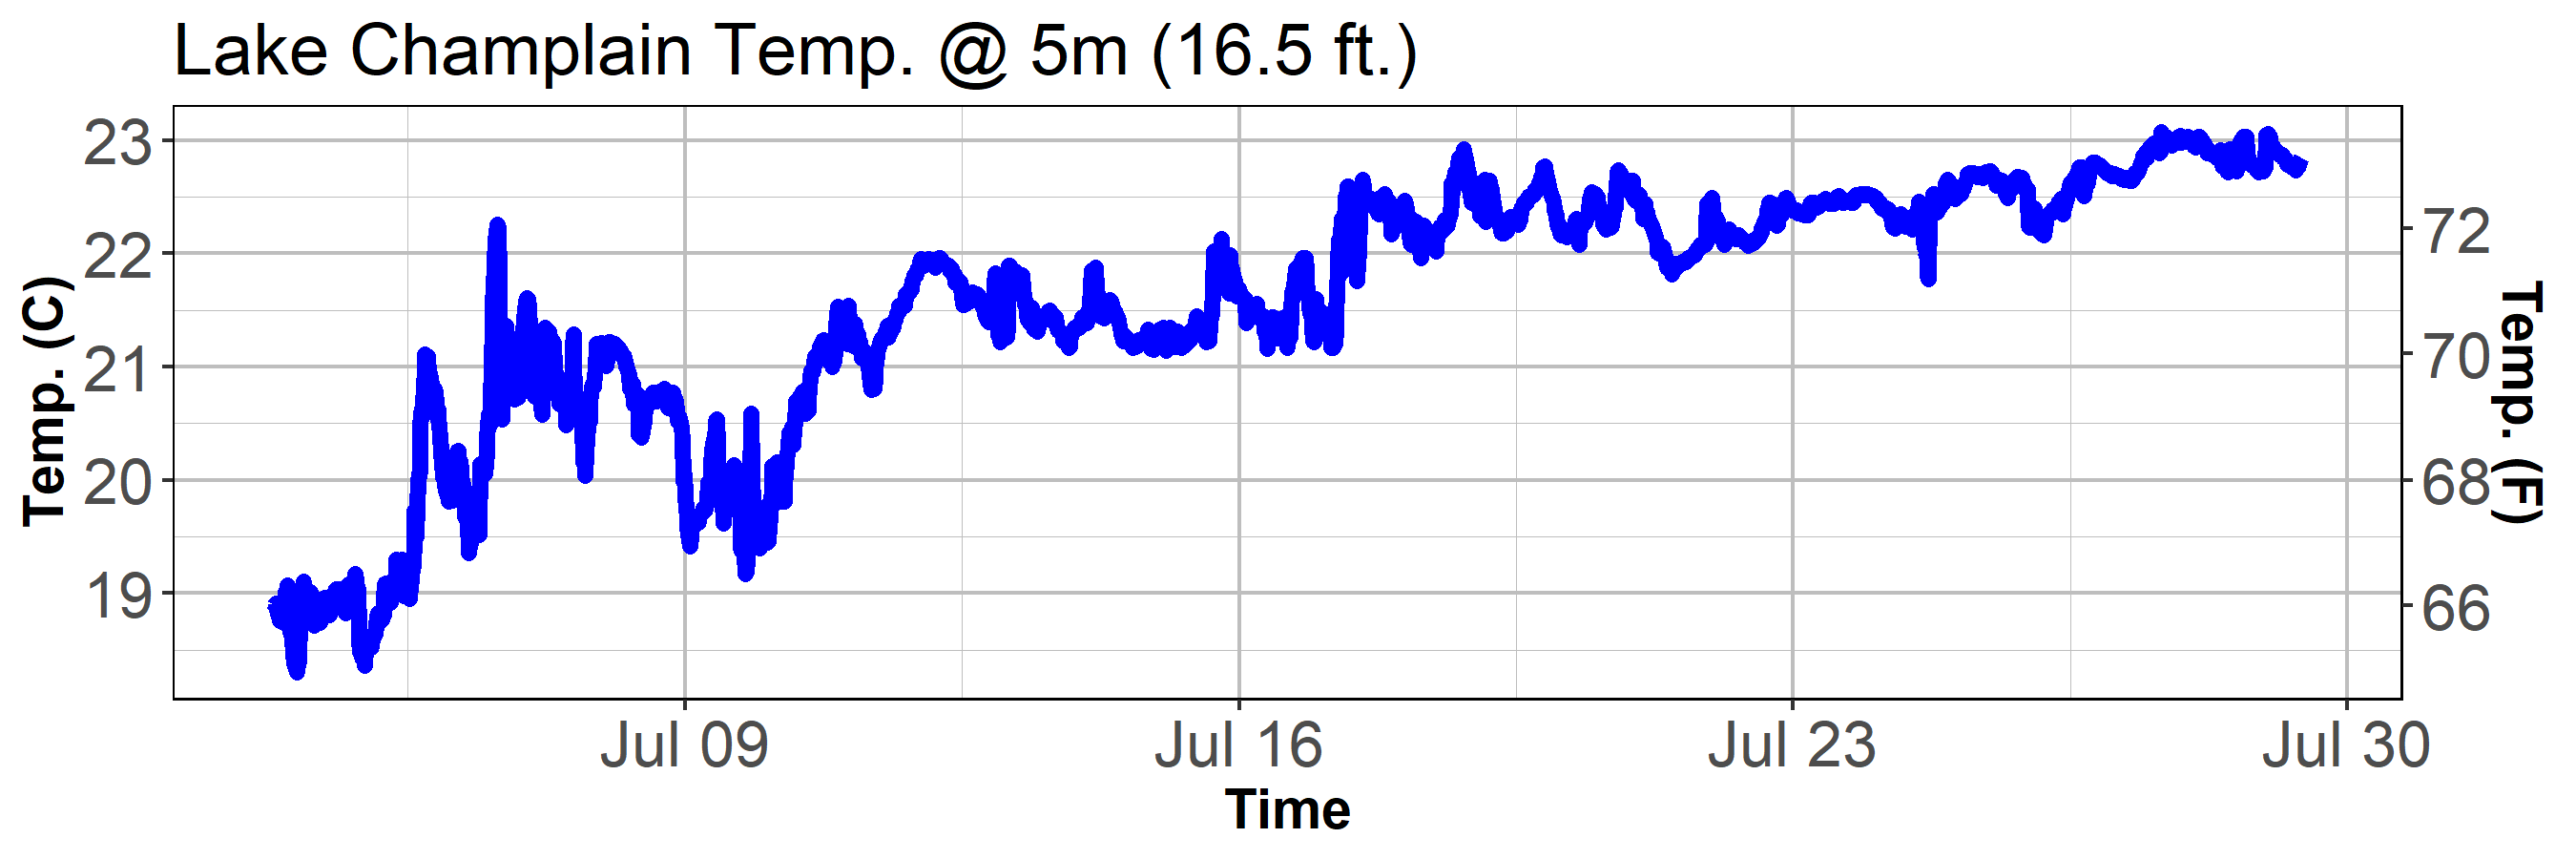 Lake Champlain Temp. @ 5m (16.5 ft.)
Temp. (C)
23
22
21
20
19
72
70
68
66
Temp. (F)
Jul 09 Jul 16 Jul 23 Jul 30
Time